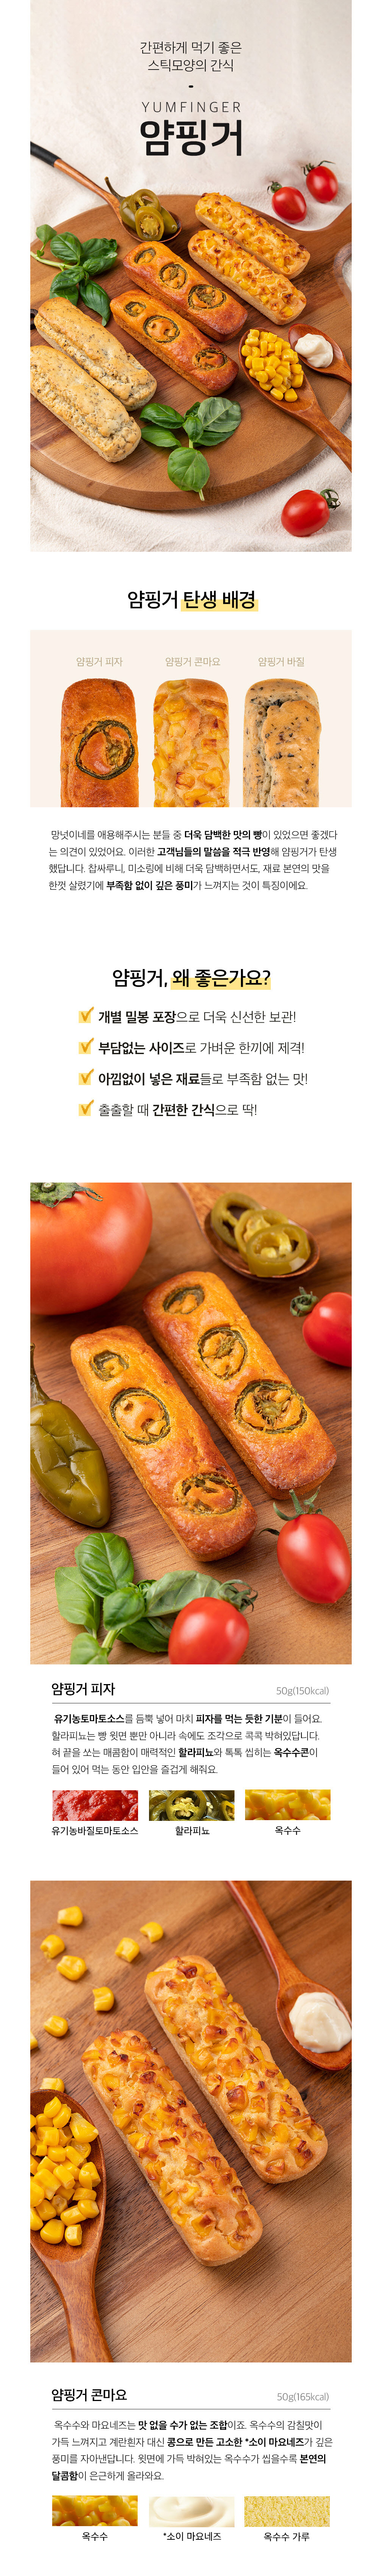 간편하게 먹기 좋은
스틱모양의 간식
YUMFINGER
얌핑거
얌핑거 탄생 배경
얌핑거 피자
얌핑거 콘마요
얌핑거 바질
망넛이네를 애용해주시는 분들 중 더욱 담백한 맛의 빵이 있었으면 좋겠다
는 의견이 있었어요. 이러한 고객님들의 말씀을 적극 반영해 얌핑거가 탄생
했답니다. 찹싸루니, 미소링에 비해 더욱 담백하면서도, 재료 본연의 맛을
한껏 살렸기에 부족함 없이 깊은 풍미가 느껴지는 것이 특징이에요.
얌핑거, 왜 좋은가요?
개별 밀봉 포장으로 더욱 신선한 보관!
부담없는 사이즈로 가벼운 한끼에 제격!
아낌없이 넣은 재료들로 부족함 없는 맛!
출출할 때 간편한 간식으로 딱!
얌핑거 피자
50g(150kcal)
유기농토마토소스를 듬뿍 넣어 마치 피자를 먹는 듯한 기분이 들어요.
할라피뇨는 빵 윗면 뿐만 아니라 속에도 조각으로 콕콕 박혀있답니다.
혀 끝을 쏘는 매콤함이 매력적인 할라피뇨와 톡톡 씹히는 옥수수콘이
들어 있어 먹는 동안 입안을 즐겁게 해줘요.
유기농바질토마토소스
할라피뇨
옥수수
얌핑거 콘마요
50g(165kcal)
옥수수와 마요네즈는 맛 없을 수가 없는 조합이죠. 옥수수의 감칠맛이
가득 느껴지고 계란흰자 대신 콩으로 만든 고소한 *소이 마요네즈가 깊은
풍미를 자아낸답니다. 윗면에 가득 박혀있는 옥수수가 씹을수록 본연의
달콤함이 은근하게 올라와요.
옥수수
*소이 마요네즈
옥수수 가루